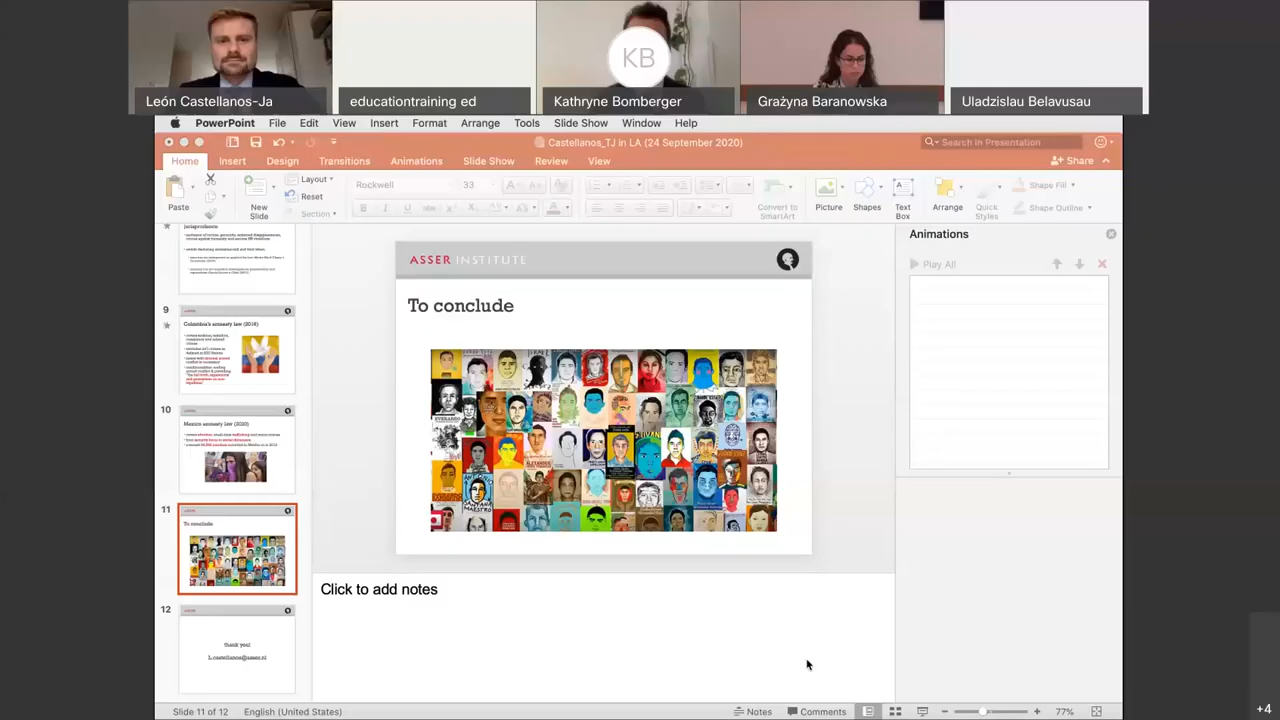 KB
León Castellanos-Ja
educationtraining ed
Kathryne Bomberger
Grażyna Baranowska
Uladzislau Belavusau
PowerPoint File Edit View Insert Format Arrange Tools Slide Show Window Help
Castellanos_TJ in LA (24 September 2020)
Search in Presentation
Home Insert Design Transitions Animations Slide Show Review View
Share
Paste
New Slide
Layout
Reset
Section
Rockwell 33
Convert to SmartArt
Picture
Shapes
Text Box
Arrange
Quick Styles
Shape Fill
Shape Outline
jurisprudence
9
Colombia's amnesty law (2016)
10
Mexico amnesty law (2020)
11
To conclude
12
thank you!
l.castellanos@asser.nl
ASSER INSTITUTE
To conclude
Click to add notes
Animations
Play All
Slide 11 of 12 English (United States)
Notes Comments 77%
+4